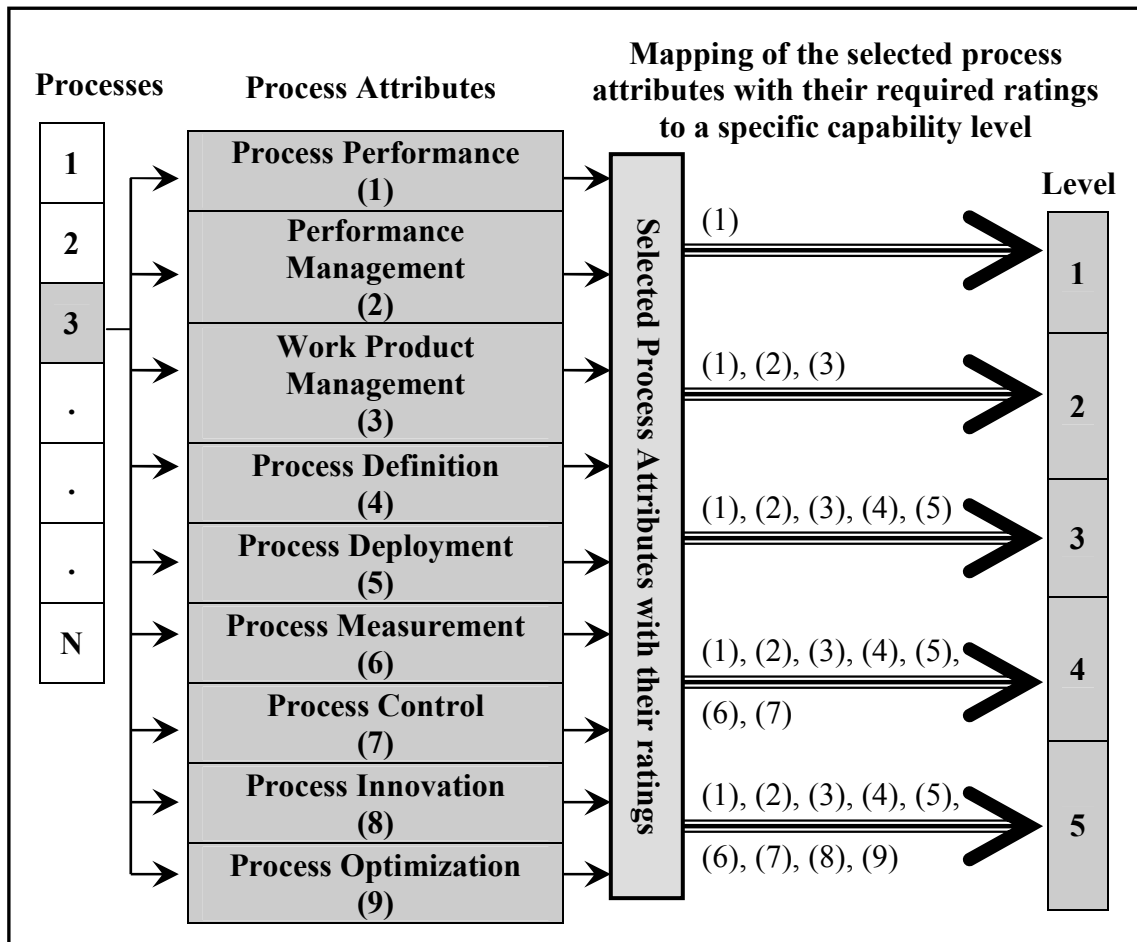 Mapping of the selected process
attributes with their required ratings
to a specific capability level
Processes
Process Attributes
Level
1
2
3
.
.
.
N
Process Performance
(1)
Performance
Management
(2)
Work Product
Management
(3)
Process Definition
(4)
Process Deployment
(5)
Process Measurement
(6)
Process Control
(7)
Process Innovation
(8)
Process Optimization
(9)
Selected Process Attributes with their ratings
(1)
(1), (2), (3)
(1), (2), (3), (4), (5)
(1), (2), (3), (4), (5),
(6), (7)
(1), (2), (3), (4), (5),
(6), (7), (8), (9)
1
2
3
4
5